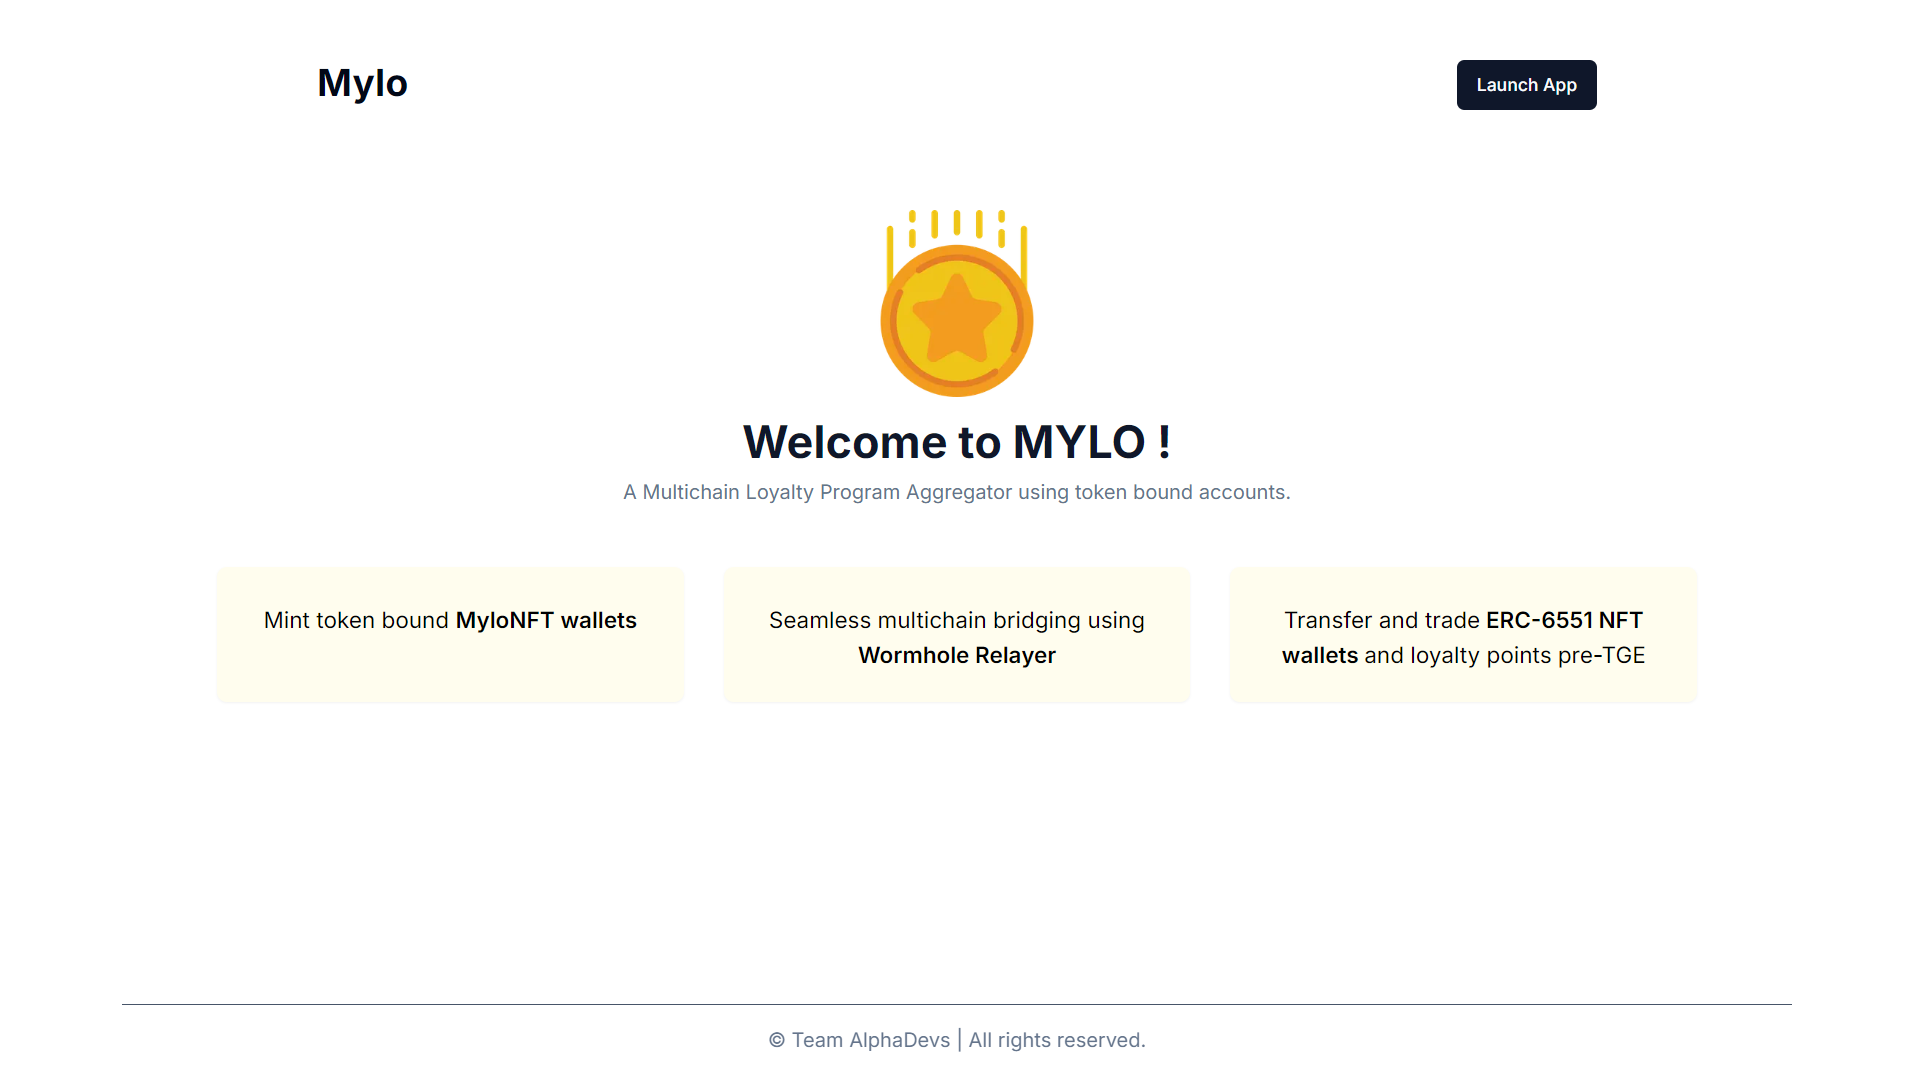 Mylo
Launch App
Welcome to MYLO !
A Multichain Loyalty Program Aggregator using token bound accounts.
Mint token bound MyloNFT wallets
Seamless multichain bridging using
Wormhole Relayer
Transfer and trade ERC-6551 NFT
wallets and loyalty points pre-TGE
© Team AlphaDevs | All rights reserved.